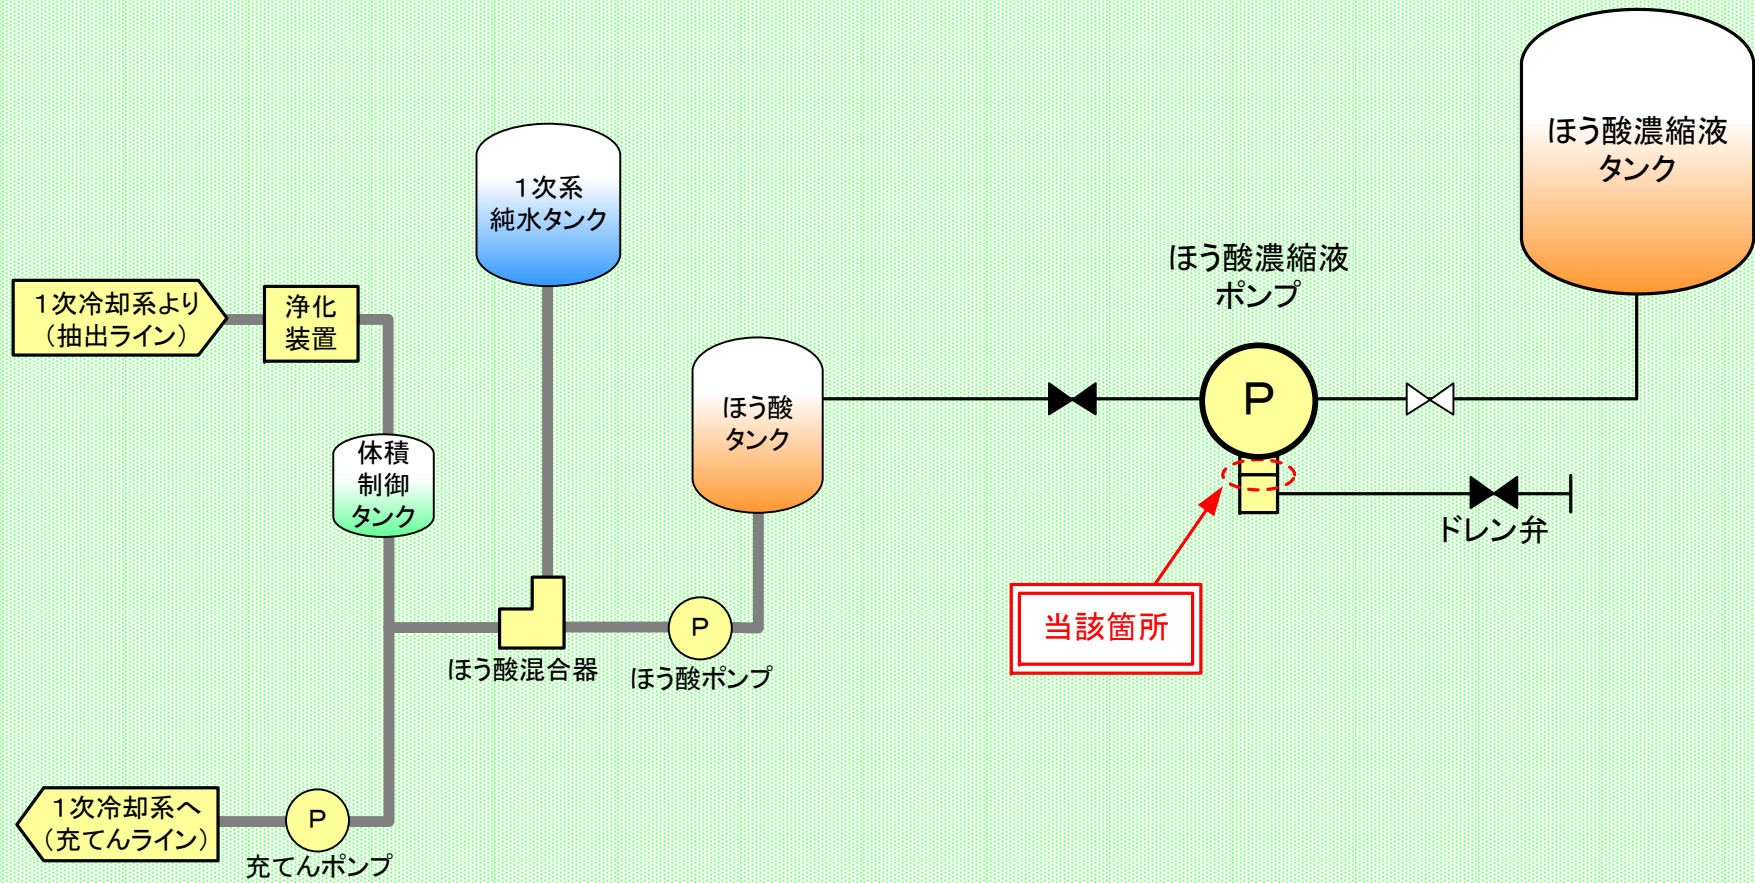 ほう酸濃縮液
タンク
1次系
純水タンク
ほう酸濃縮液
ポンプ
P
1次冷却系より
（抽出ライン）
浄化
装置
ほう酸
タンク
体積
制御
タンク
ドレン弁
当該箇所
P
ほう酸混合器
ほう酸ポンプ
1次冷却系へ
（充てんライン）
P
充てんポンプ